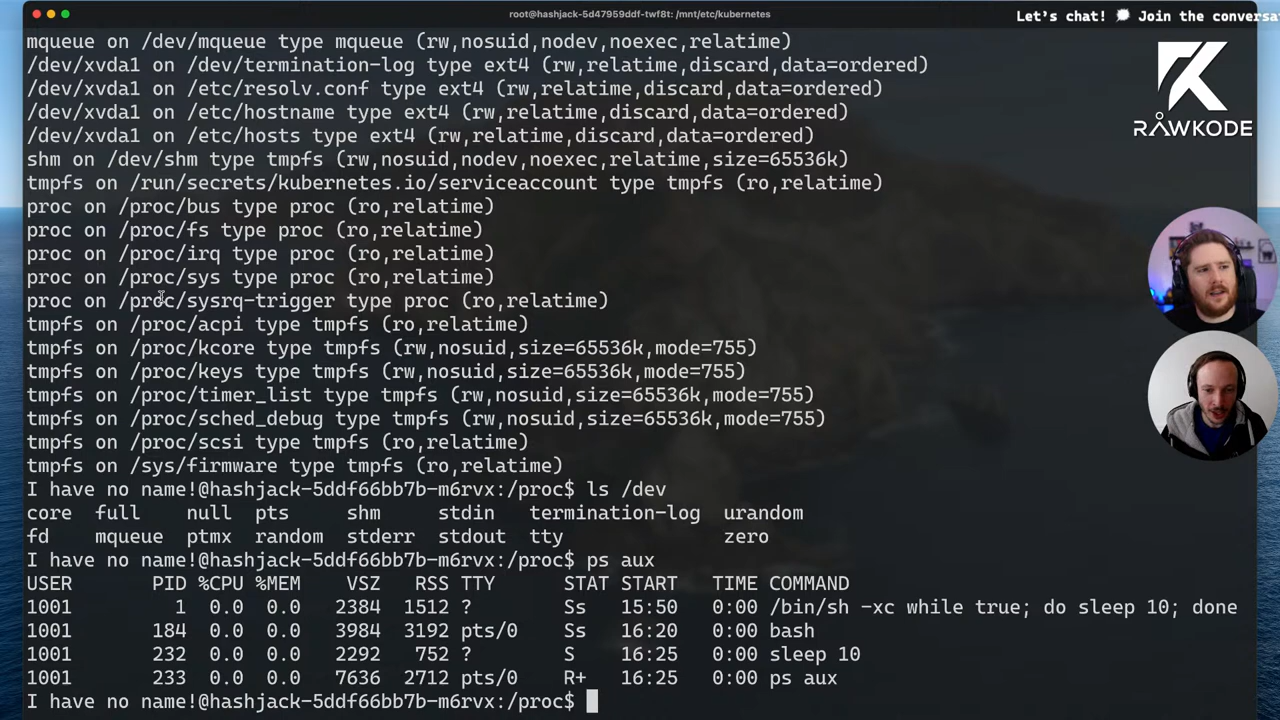 root@hashjack-5d47959ddf-twf8t: /mnt/etc/kubernetes
Let's chat! Join the conversa
RAWKODE
mqueue on /dev/mqueue type mqueue (rw,nosuid,nodev,noexec,relatime)
/dev/xvda1 on /dev/termination-log type ext4 (rw,relatime,discard,data=ordered)
/dev/xvda1 on /etc/resolv.conf type ext4 (rw,relatime,discard,data=ordered)
/dev/xvda1 on /etc/hostname type ext4 (rw,relatime,discard,data=ordered)
/dev/xvda1 on /etc/hosts type ext4 (rw,relatime,discard,data=ordered)
shm on /dev/shm type tmpfs (rw,nosuid,nodev,noexec,relatime,size=65536k)
tmpfs on /run/secrets/kubernetes.io/serviceaccount type tmpfs (ro,relatime)
proc on /proc/bus type proc (ro,relatime)
proc on /proc/fs type proc (ro,relatime)
proc on /proc/irq type proc (ro,relatime)
proc on /proc/sys type proc (ro,relatime)
proc on /proc/sysrq-trigger type proc (ro,relatime)
tmpfs on /proc/acpi type tmpfs (ro,relatime)
tmpfs on /proc/kcore type tmpfs (rw,nosuid,size=65536k,mode=755)
tmpfs on /proc/keys type tmpfs (rw,nosuid,size=65536k,mode=755)
tmpfs on /proc/timer_list type tmpfs (rw,nosuid,size=65536k,mode=755)
tmpfs on /proc/sched_debug type tmpfs (rw,nosuid,size=65536k,mode=755)
tmpfs on /proc/scsi type tmpfs (ro,relatime)
tmpfs on /sys/firmware type tmpfs (ro,relatime)
I have no name!@hashjack-5ddf66bb7b-m6rvx:/proc$ ls /dev
core full null pts shm stdin termination-log urandom
fd mqueue ptmx random stderr stdout tty zero
I have no name!@hashjack-5ddf66bb7b-m6rvx:/proc$ ps aux
USER PID %CPU %MEM VSZ RSS TTY STAT START TIME COMMAND
1001 1 0.0 0.0 2384 1512 ? Ss 15:50 0:00 /bin/sh -xc while true; do sleep 10; done
1001 184 0.0 0.0 3984 3192 pts/0 Ss 16:20 0:00 bash
1001 232 0.0 0.0 2292 752 ? S 16:25 0:00 sleep 10
1001 233 0.0 0.0 7636 2712 pts/0 R+ 16:25 0:00 ps aux
I have no name!@hashjack-5ddf66bb7b-m6rvx:/proc$